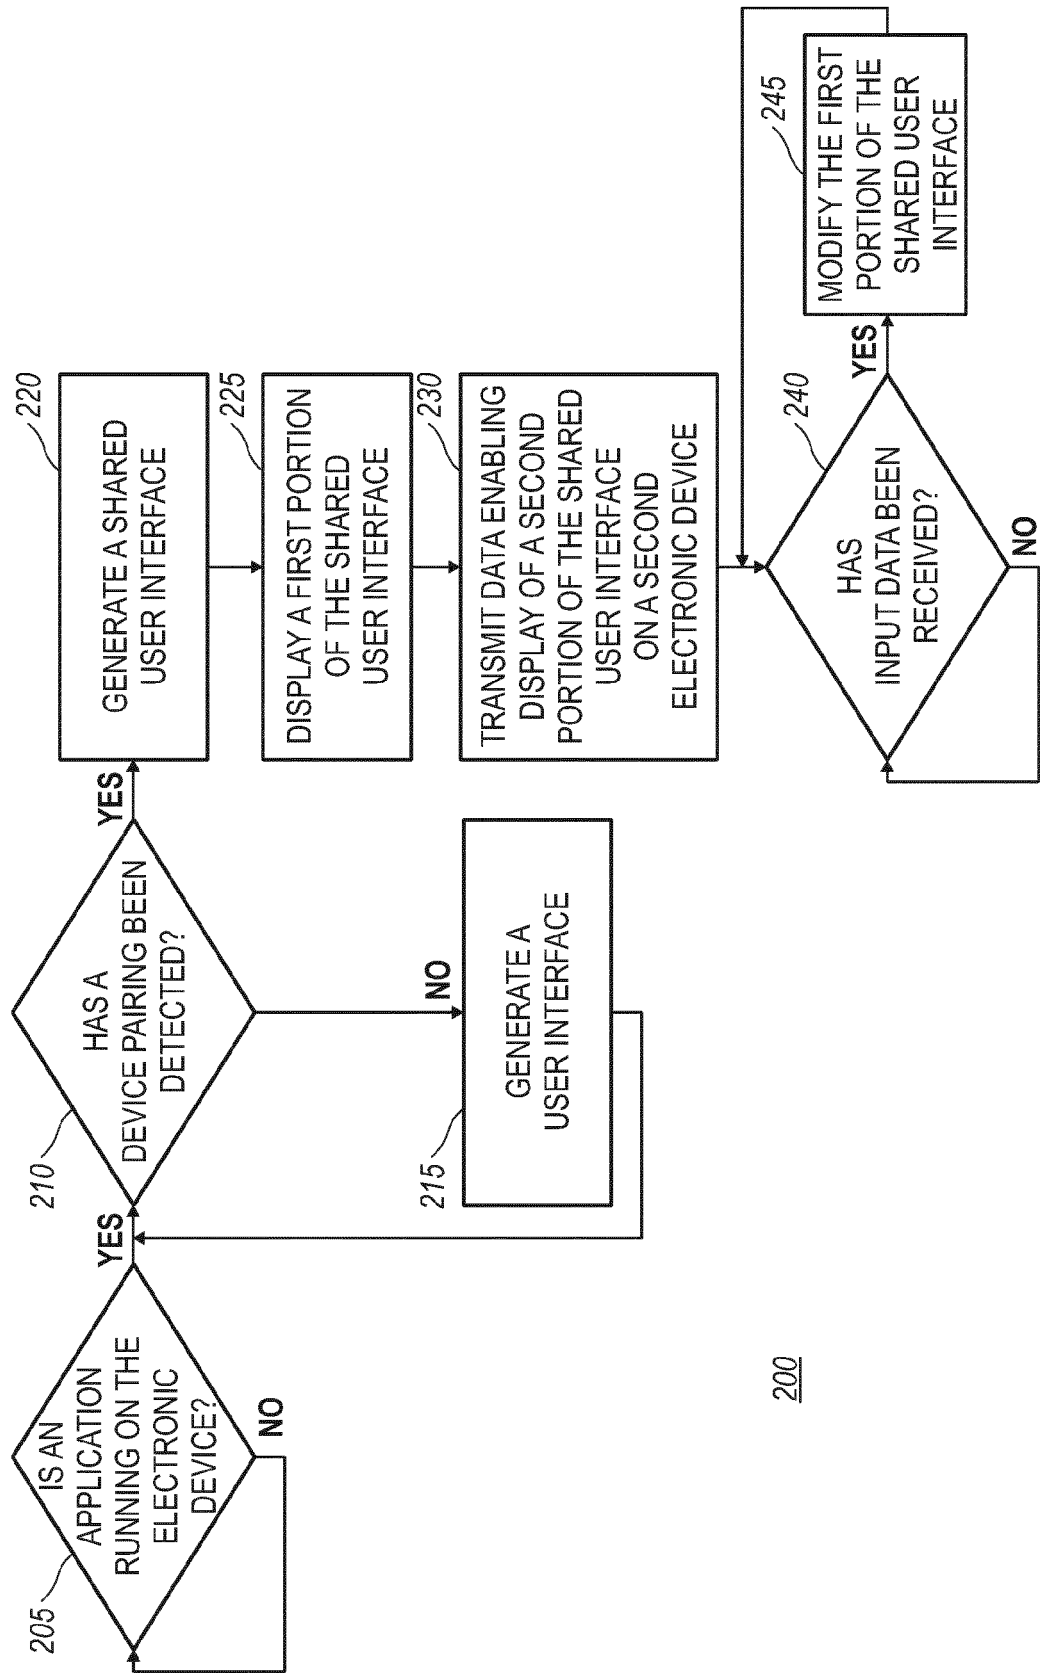 205
IS AN
APPLICATION
RUNNING ON THE
ELECTRONIC
DEVICE?
NO
YES
210
HAS A
DEVICE PAIRING BEEN
DETECTED?
NO
YES
215
GENERATE A
USER INTERFACE
220
GENERATE A SHARED
USER INTERFACE
225
DISPLAY A FIRST PORTION
OF THE SHARED
USER INTERFACE
230
TRANSMIT DATA ENABLING
DISPLAY OF A SECOND
PORTION OF THE SHARED
USER INTERFACE
ON A SECOND
ELECTRONIC DEVICE
240
HAS
INPUT DATA BEEN
RECEIVED?
NO
YES
245
MODIFY THE FIRST
PORTION OF THE
SHARED USER
INTERFACE
200